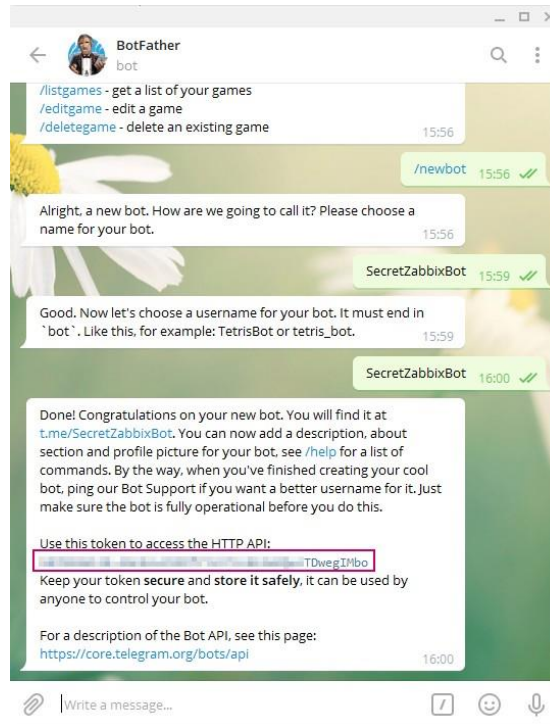 BotFather
bot
/listgames - get a list of your games
/editgame - edit a game
/deletegame - delete an existing game
15:56
/newbot
15:56
Alright, a new bot. How are we going to call it? Please choose a
name for your bot.
15:56
SecretZabbixBot
15:59
Good. Now let's choose a username for your bot. It must end in
`bot`. Like this, for example: TetrisBot or tetris_bot.
15:59
SecretZabbixBot
16:00
Done! Congratulations on your new bot. You will find it at
t.me/SecretZabbixBot. You can now add a description, about
section and profile picture for your bot, see /help for a list of
commands. By the way, when you've finished creating your cool
bot, ping our Bot Support if you want a better username for it. Just
make sure the bot is fully operational before you do this.
Use this token to access the HTTP API:
TDwegIMbo
Keep your token secure and store it safely, it can be used by
anyone to control your bot.
For a description of the Bot API, see this page:
https://core.telegram.org/bots/api
16:00
Write a message...